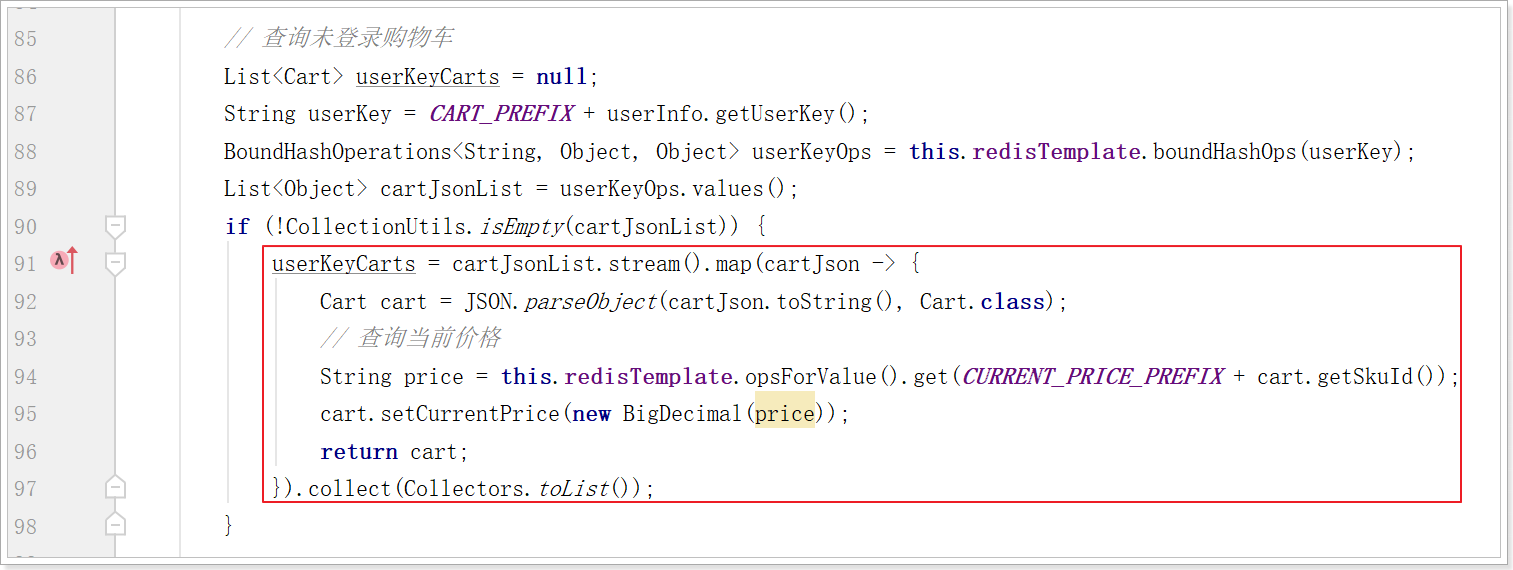 85 // 查询未登录购物车
86 List<Cart> userKeyCarts = null;
87 String userKey = CART_PREFIX + userInfo.getUserKey();
88 BoundHashOperations<String, Object, Object> userKeyOps = this.redisTemplate.boundHashOps(userKey);
89 List<Object> cartJsonList = userKeyOps.values();
90 if (!CollectionUtils.isEmpty(cartJsonList)) {
91 userKeyCarts = cartJsonList.stream().map(cartJson -> {
92 Cart cart = JSON.parseObject(cartJson.toString(), Cart.class);
93 // 查询当前价格
94 String price = this.redisTemplate.opsForValue().get(CURRENT_PRICE_PREFIX + cart.getSkuId());
95 cart.setCurrentPrice(new BigDecimal(price));
96 return cart;
97 }).collect(Collectors.toList());
98 }